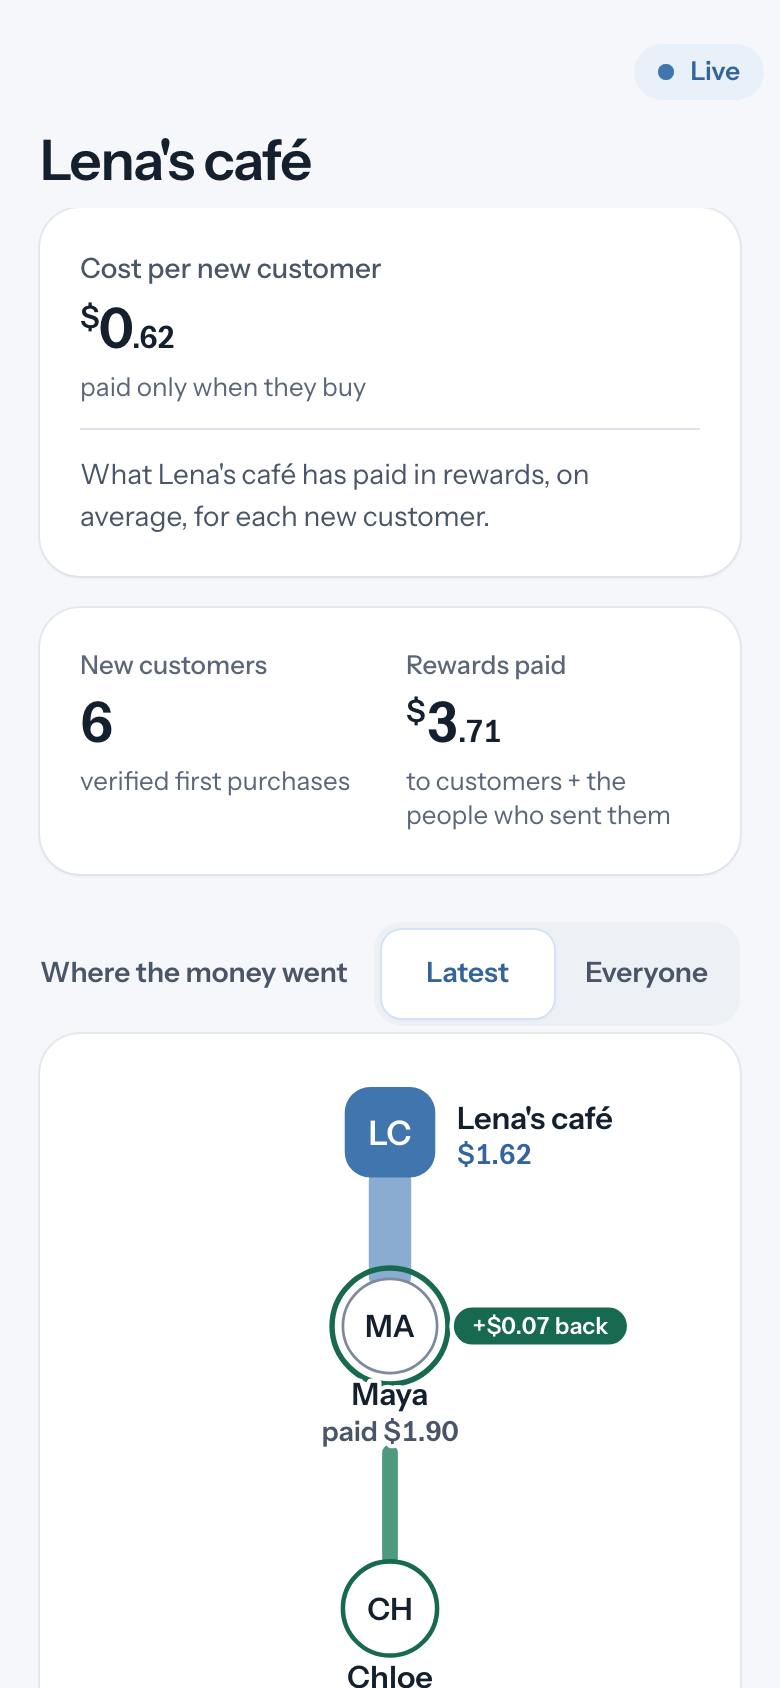 Live
Lena's café
Cost per new customer
$0.62
paid only when they buy
What Lena's café has paid in rewards, on
average, for each new customer.
New customers
6
verified first purchases
Rewards paid
$3.71
to customers + the
people who sent them
Where the money went
Latest
Everyone
LC
Lena's café
$1.62
MA
+$0.07 back
Maya
paid $1.90
CH
Chloe